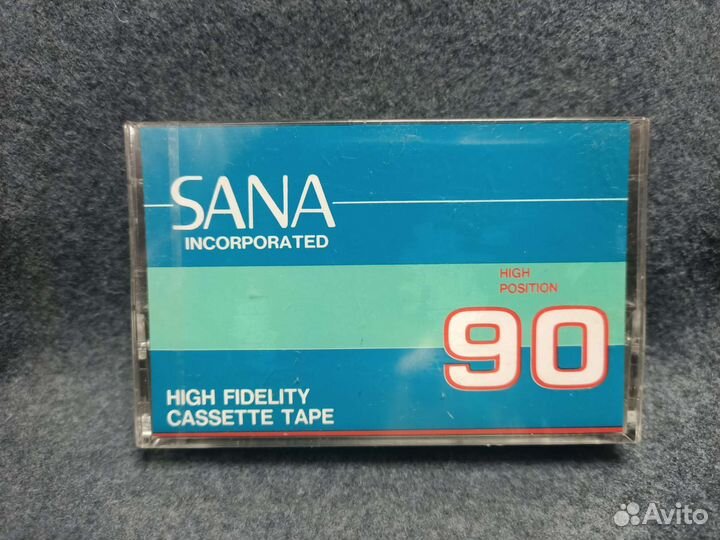 SANA
INCORPORATED
HIGH
POSITION
90
HIGH FIDELITY
CASSETTE TAPE
Avito